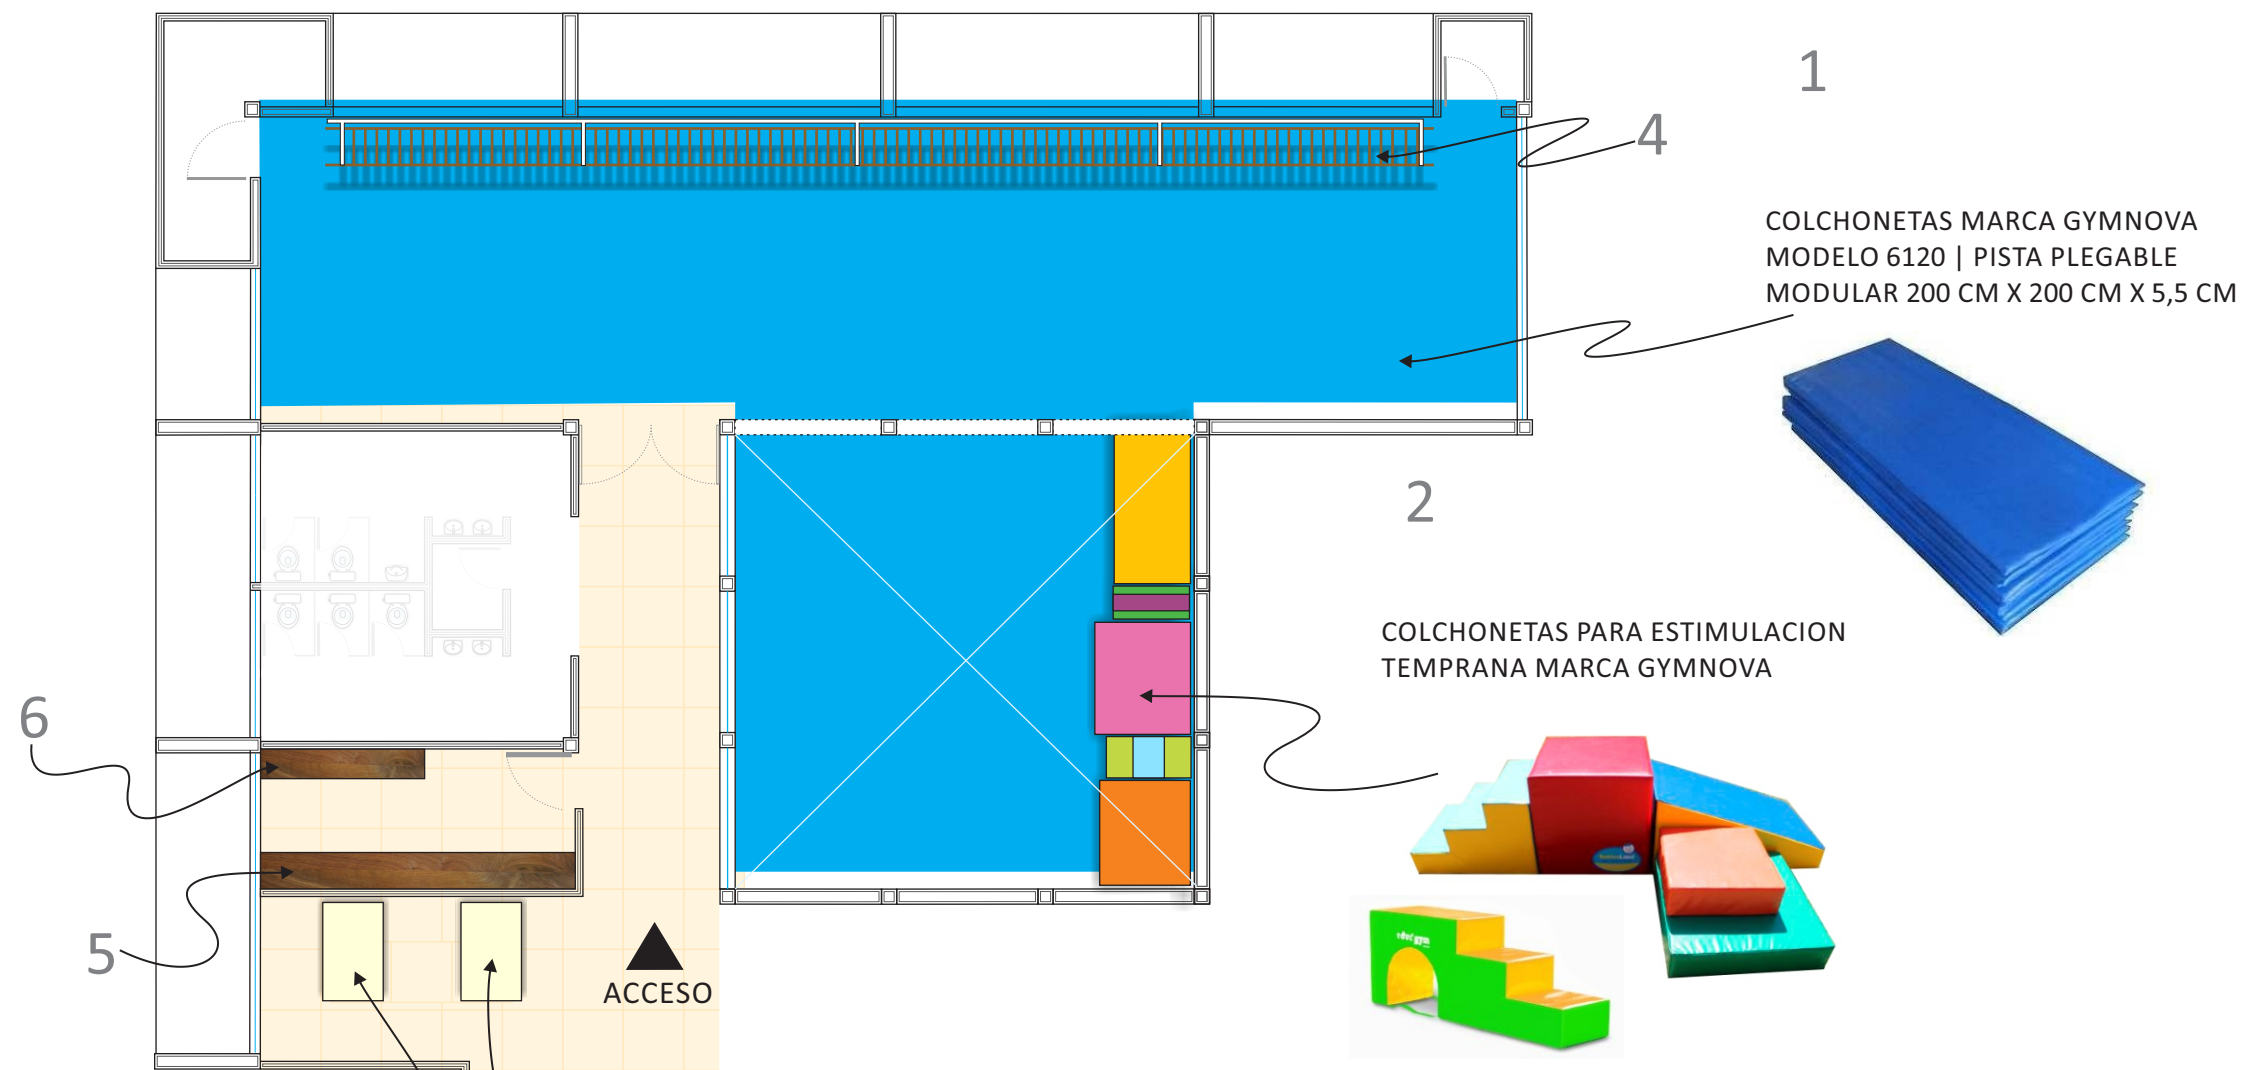 1
4
COLCHONETAS MARCA GYMNOVA
MODELO 6120 | PISTA PLEGABLE
MODULAR 200 CM X 200 CM X 5,5 CM
2
COLCHONETAS PARA ESTIMULACION
TEMPRANA MARCA GYMNOVA
6
5
ACCESO